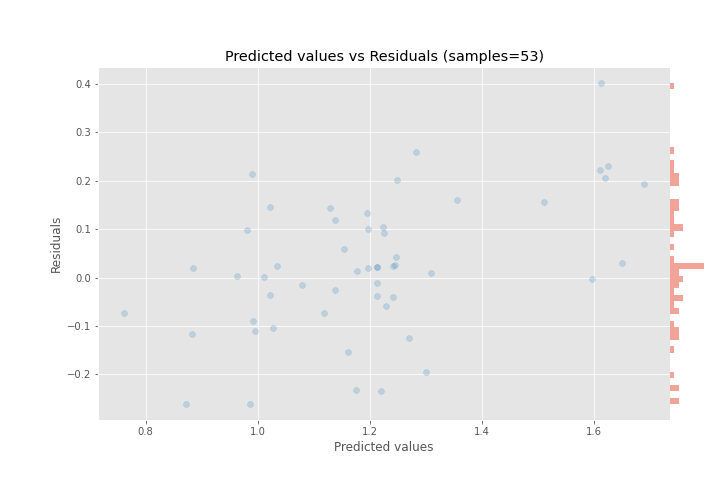 Predicted values vs Residuals (samples=53)
0.4
0.3
0.2
0.1
0.0
−0.1
−0.2
Residuals
0.8 1.0 1.2 1.4 1.6
Predicted values